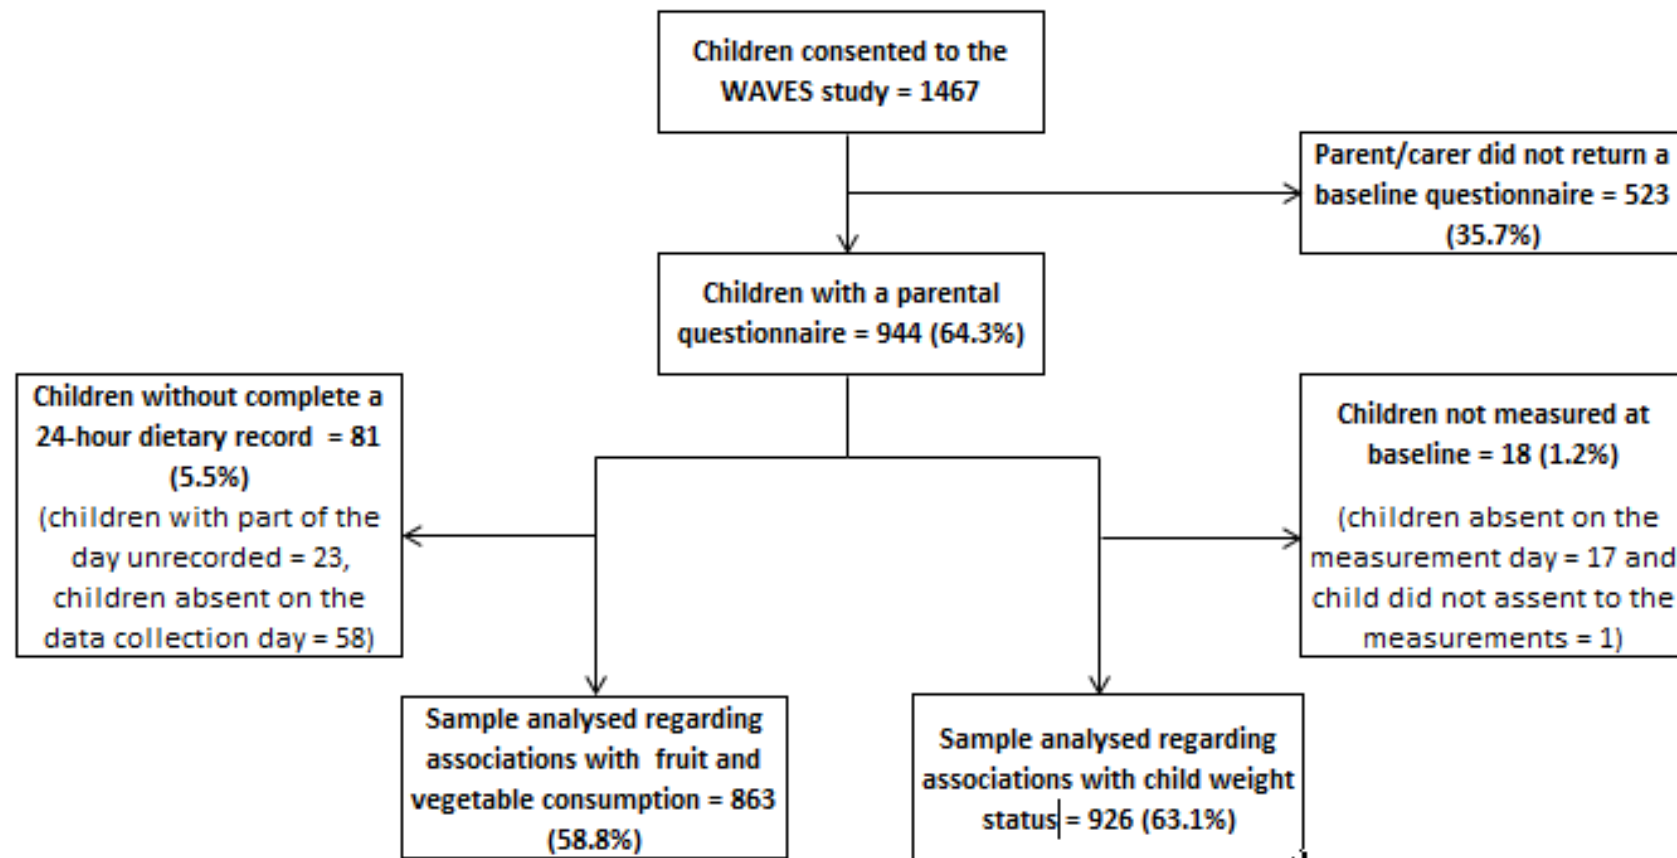 Children consented to the
WAVES study = 1467
Parent/carer did not return a
baseline questionnaire = 523
(35.7%)
Children with a parental
questionnaire = 944 (64.3%)
Children without complete a
24-hour dietary record = 81
(5.5%)
(children with part of the
day unrecorded = 23,
children absent on the
data collection day = 58)
Children not measured at
baseline = 18 (1.2%)
(children absent on the
measurement day = 17 and
child did not assent to the
measurements = 1)
Sample analysed regarding
associations with fruit and
vegetable consumption = 863
(58.8%)
Sample analysed regarding
associations with child weight
status = 926 (63.1%)